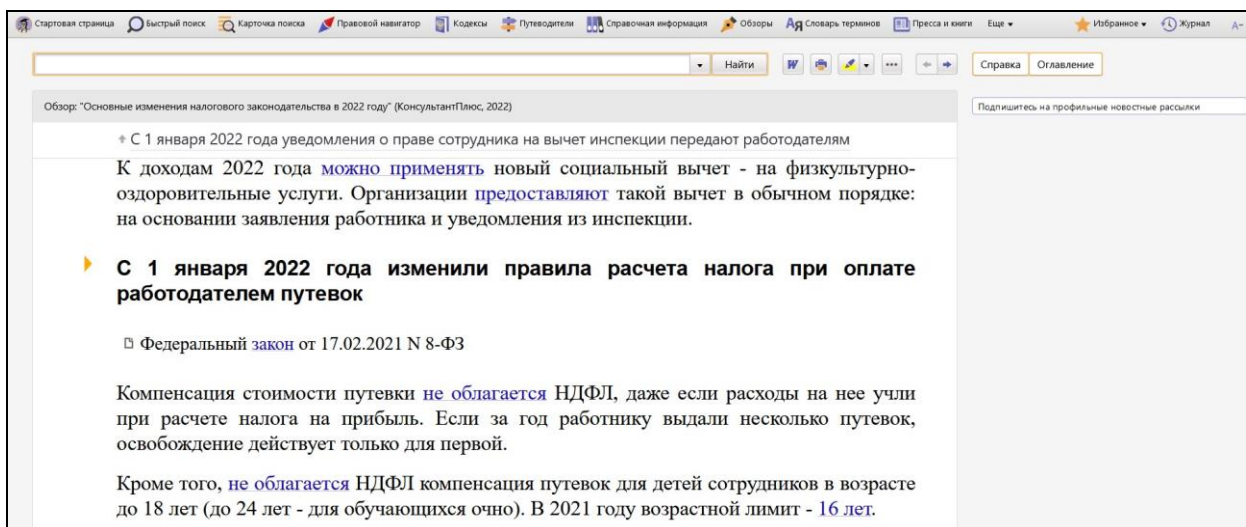 Стартовая страница Быстрый поиск Карточка поиска Правовой навигатор Кодексы Путеводители Справочная информация Обзоры Словарь терминов Пресса и книги Еще Избранное Журнал А-
Найти Справка Оглавление
Обзор: "Основные изменения налогового законодательства в 2022 году" (КонсультантПлюс, 2022)
Подпишитесь на профильные новостные рассылки
С 1 января 2022 года уведомления о праве сотрудника на вычет инспекции передают работодателям
К доходам 2022 года можно применять новый социальный вычет - на физкультурно-
оздоровительные услуги. Организации предоставляют такой вычет в обычном порядке:
на основании заявления работника и уведомления из инспекции.
С 1 января 2022 года изменили правила расчета налога при оплате
работодателем путевок
Федеральный закон от 17.02.2021 N 8-ФЗ
Компенсация стоимости путевки не облагается НДФЛ, даже если расходы на нее учли
при расчете налога на прибыль. Если за год работнику выдали несколько путевок,
освобождение действует только для первой.
Кроме того, не облагается НДФЛ компенсация путевок для детей сотрудников в возрасте
до 18 лет (до 24 лет - для обучающихся очно). В 2021 году возрастной лимит - 16 лет.